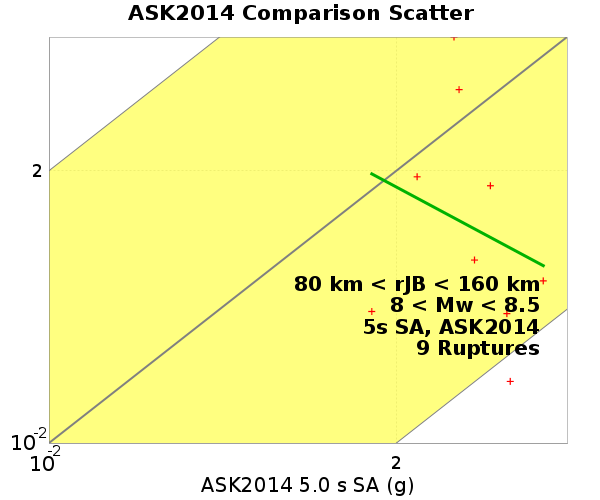 ASK2014 Comparison Scatter
2
80 km < rJB < 160 km
8 < Mw < 8.5
5s SA, ASK2014
9 Ruptures
10-2
10-2
2
ASK2014 5.0 s SA (g)